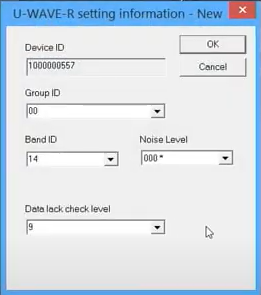 U-WAVE-R setting information - New
Device ID
OK
1000000557
Cancel
Group ID
00
Band ID
Noise Level
14
000 *
Data lack check level
9